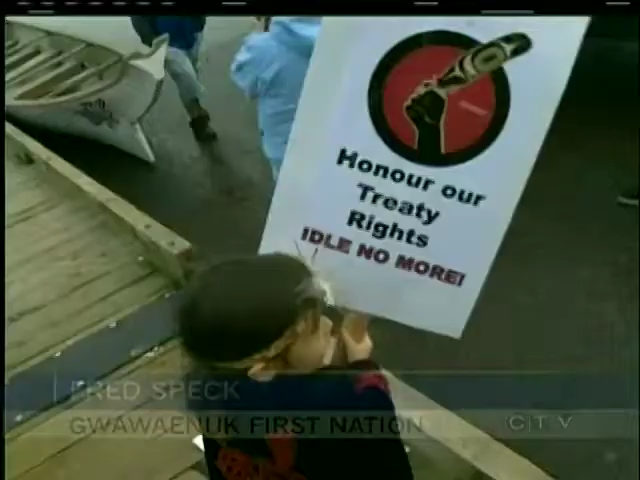 Honour our
Treaty
Rights
IDLE NO MORE!
FRED SPECK
GWAWAENUK FIRST NATION
CTV